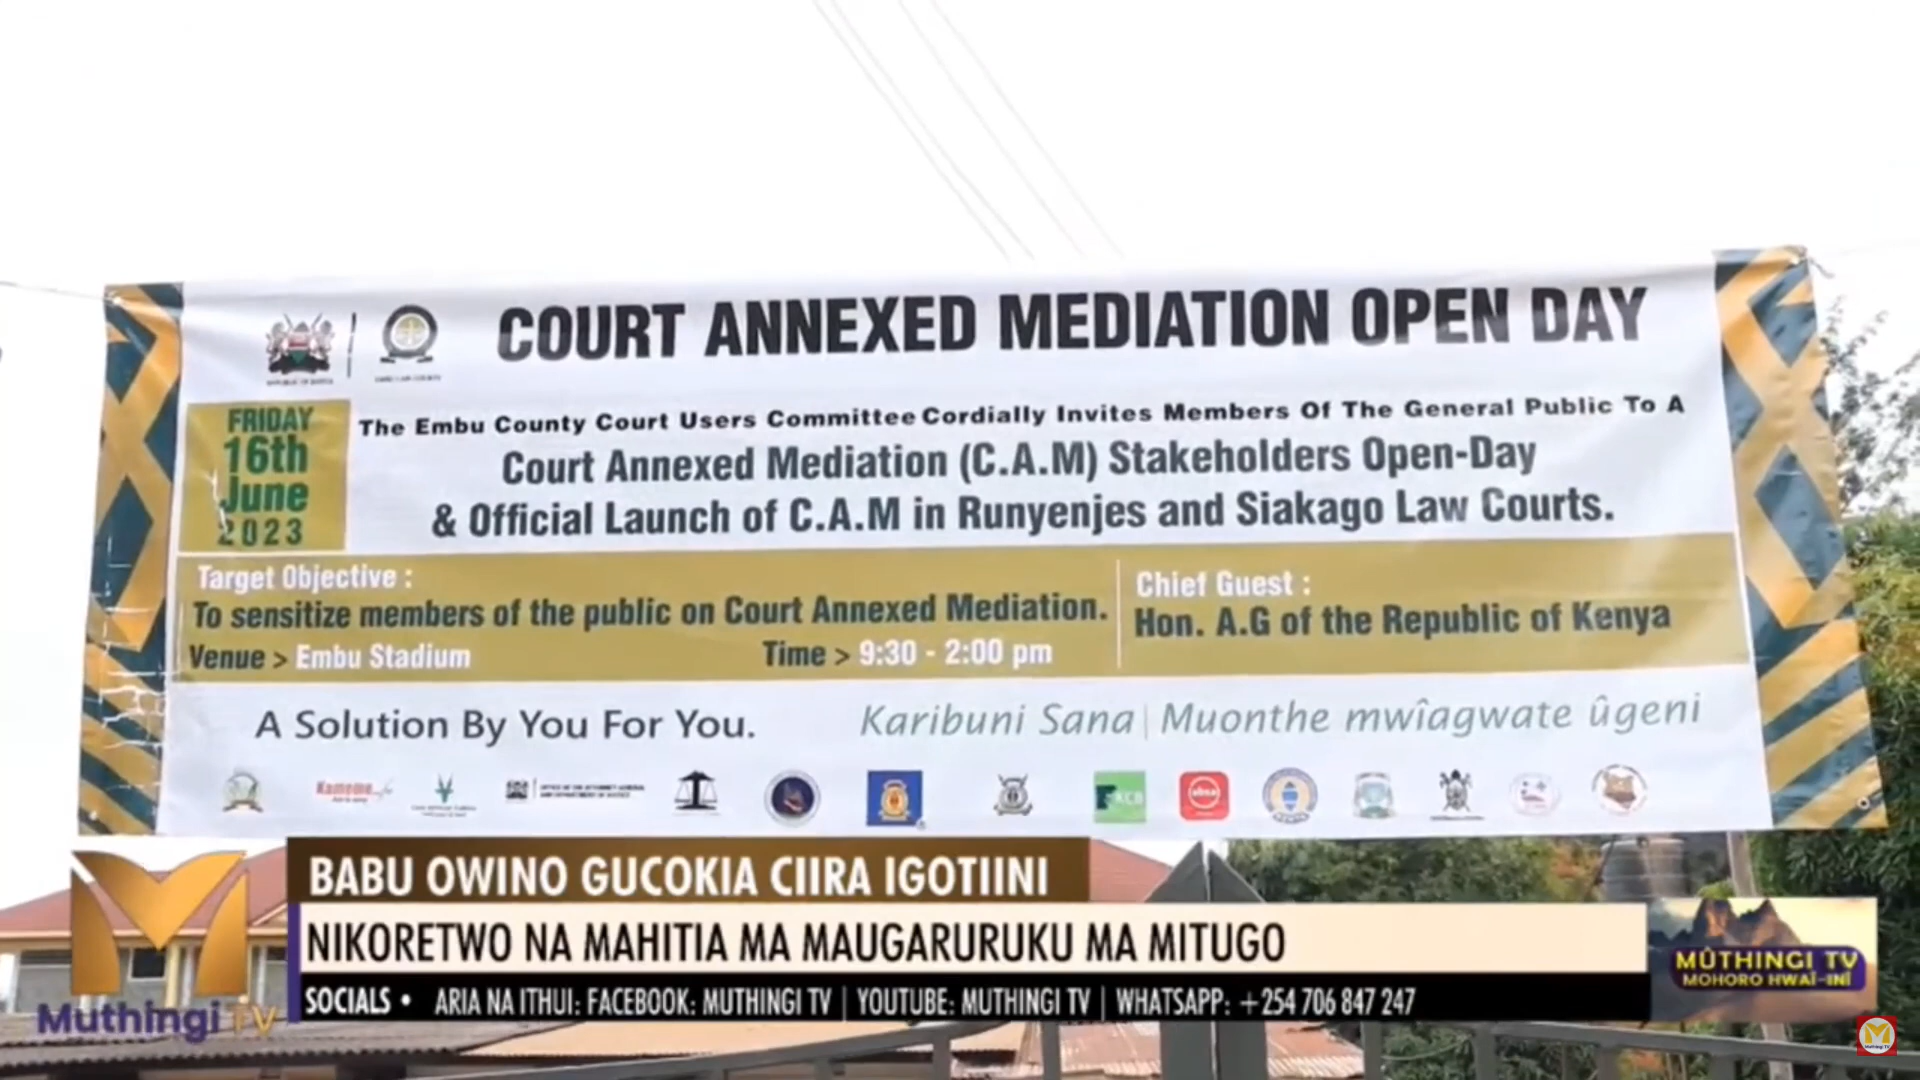 COURT ANNEXED MEDIATION OPEN DAY
FRIDAY
16th
June
2023
The Embu County Court Users Committee Cordially Invites Members Of The General Public To A
Court Annexed Mediation (C.A.M) Stakeholders Open-Day
& Official Launch of C.A.M in Runyenjes and Siakago Law Courts.
Target Objective :
To sensitize members of the public on Court Annexed Mediation.
Venue > Embu Stadium
Time > 9:30 - 2:00 pm
Chief Guest :
Hon. A.G of the Republic of Kenya
A Solution By You For You.
Karibuni Sana | Muonthe mwîagwate ûgeni
Kameme
absa
BABU OWINO GUCOKIA CIIRA IGOTIINI
NIKORETWO NA MAHITIA MA MAUGARURUKU MA MITUGO
SOCIALS • ARIA NA ITHUI: FACEBOOK: MUTHINGI TV | YOUTUBE: MUTHINGI TV | WHATSAPP: +254 706 847 247
Muthingi TV
MÛTHINGI TV
MOHORO HWAÎ-INÎ